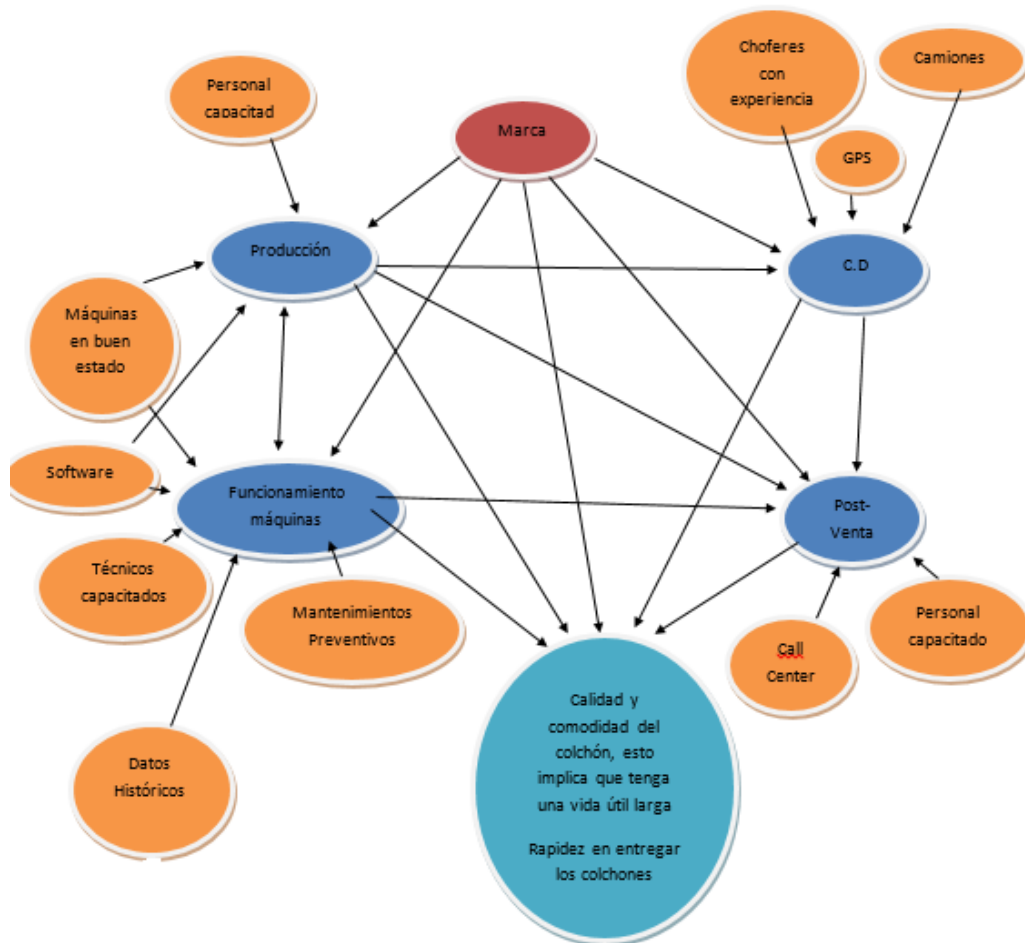 Choferes
con
experiencia
Camiones
Personal
capacitad
Marca
GPS
Producción
C.D
Máquinas
en buen
estado
Software
Funcionamiento
máquinas
Post-
Venta
Técnicos
capacitados
Mantenimientos
Preventivos
Personal
capacitado
Call
Center
Calidad y
comodidad del
colchón, esto
implica que tenga
una vida útil larga
Rapidez en entregar
los colchones
Datos
Históricos